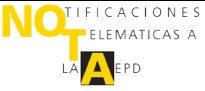 NOTIFICACIONES
TELEMATICAS A
LA AEPD